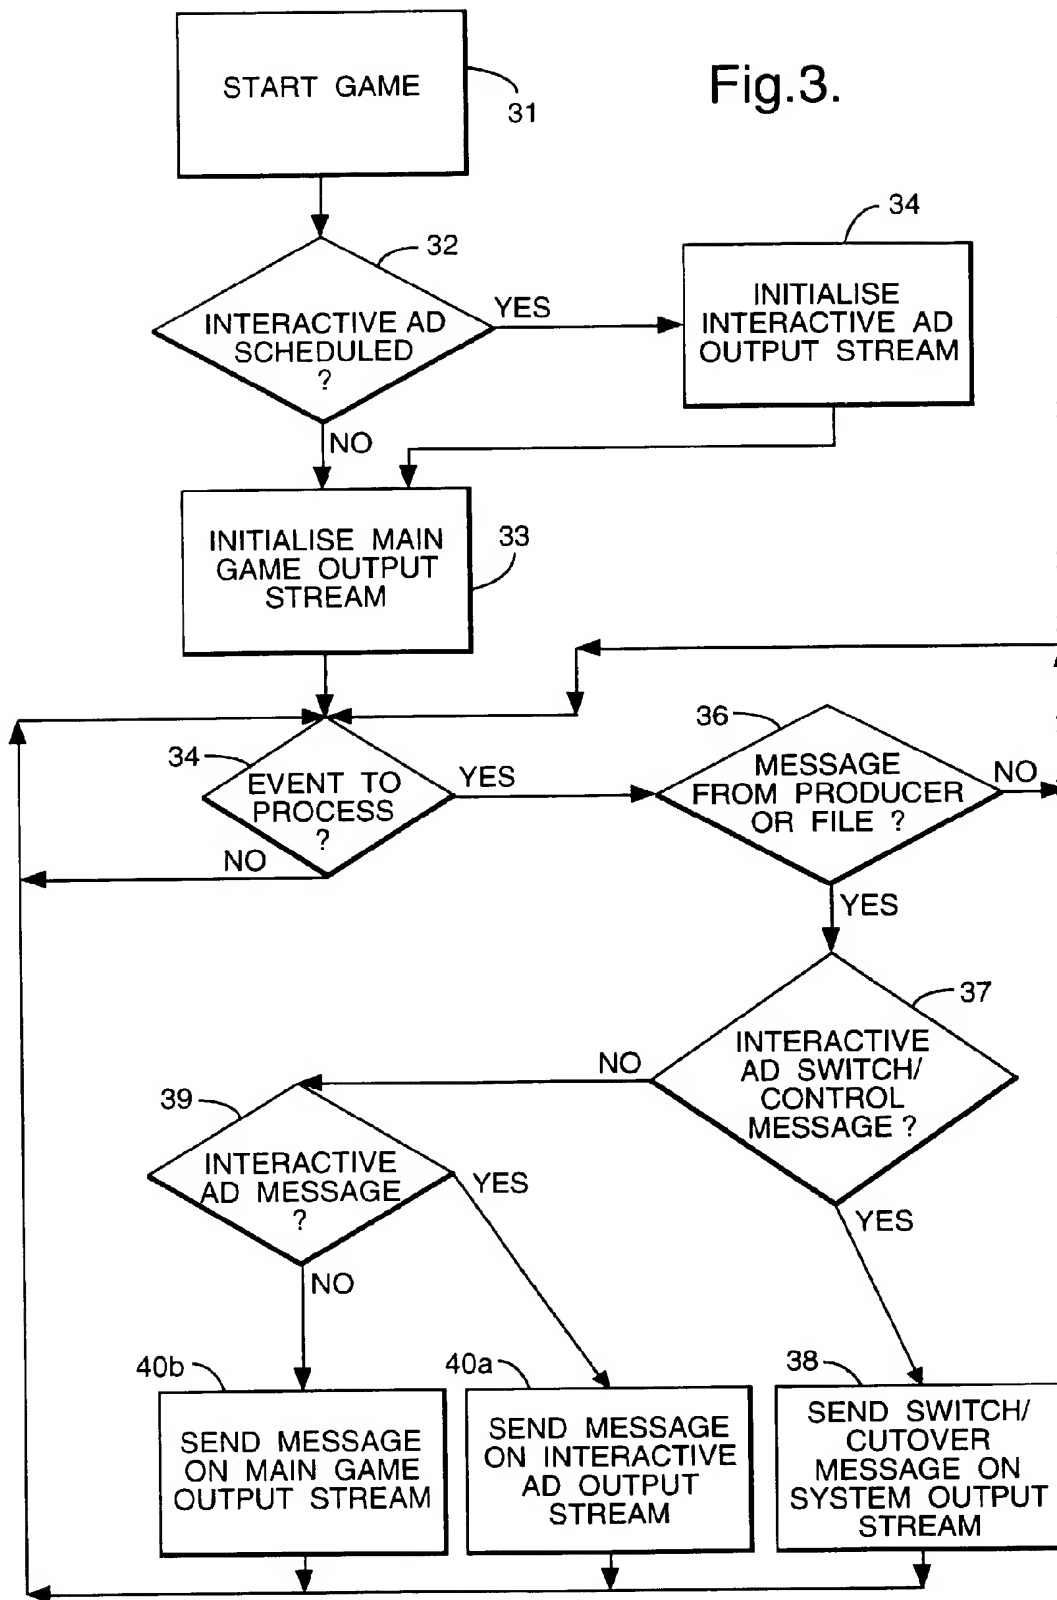 START GAME
31
Fig.3.
32
34
INTERACTIVE AD
SCHEDULED
?
YES
INITIALISE
INTERACTIVE AD
OUTPUT STREAM
NO
INITIALISE MAIN
GAME OUTPUT
STREAM
33
34
EVENT TO
PROCESS
?
YES
NO
36
MESSAGE
FROM PRODUCER
OR FILE ?
NO
YES
37
INTERACTIVE
AD SWITCH/
CONTROL
MESSAGE ?
NO
YES
39
INTERACTIVE
AD MESSAGE
?
YES
NO
40b
SEND MESSAGE
ON MAIN GAME
OUTPUT STREAM
40a
SEND MESSAGE
ON INTERACTIVE
AD OUTPUT
STREAM
38
SEND SWITCH/
CUTOVER
MESSAGE ON
SYSTEM OUTPUT
STREAM